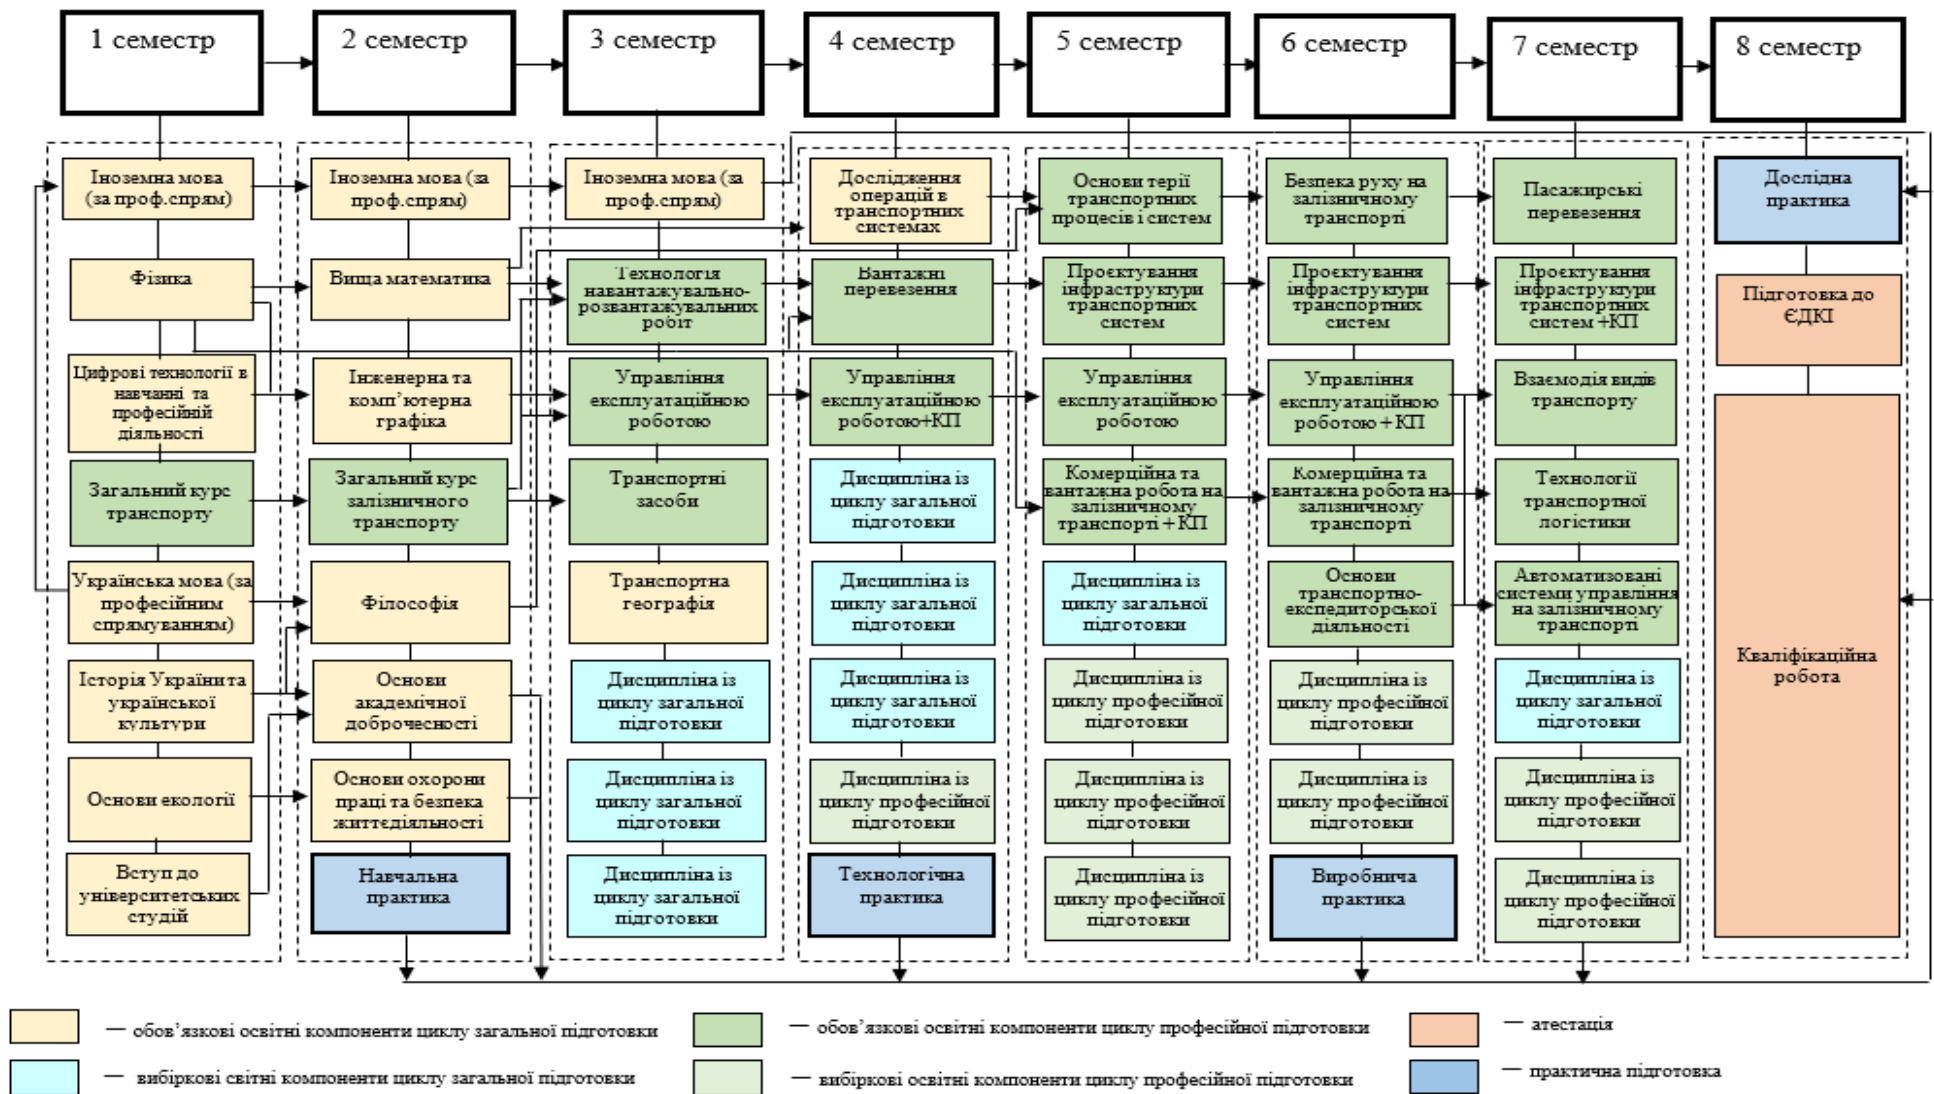 1 семестр
2 семестр
3 семестр
4 семестр
5 семестр
6 семестр
7 семестр
8 семестр
Іноземна мова
(за проф.спрям)
Фізика
Цифрові технології в
навчанні та
професійній
діяльності
Загальний курс
транспорту
Українська мова (за
професійним
спрямуванням)
Історія України та
української
культури
Основи екології
Вступ до
університетських
студій
Іноземна мова (за
проф.спрям)
Вища математика
Інженерна та
комп’ютерна
графіка
Загальний курс
залізничного
транспорту
Філософія
Основи
академічної
доброчесності
Основи охорони
праці та безпека
життєдіяльності
Навчальна
практика
Іноземна мова (за
проф.спрям)
Технологія
навантажувально-
розвантажувальних
робіт
Управління
експлуатаційною
роботою
Транспортні
засоби
Транспортна
географія
Дисципліна із
циклу загальної
підготовки
Дисципліна із
циклу загальної
підготовки
Дисципліна із
циклу загальної
підготовки
Дослідження
операцій в
транспортних
системах
Вантажні
перевезення
Управління
експлуатаційною
роботою+КП
Дисципліна із
циклу загальної
підготовки
Дисципліна із
циклу загальної
підготовки
Дисципліна із
циклу загальної
підготовки
Дисципліна із
циклу професійної
підготовки
Технологічна
практика
Основи терії
транспортних
процесів і систем
Проєктування
інфраструктури
транспортних
систем
Управління
експлуатаційною
роботою
Комерційна та
вантажна робота на
залізничному
транспорті + КП
Дисципліна із
циклу загальної
підготовки
Дисципліна із
циклу професійної
підготовки
Дисципліна із
циклу професійної
підготовки
Дисципліна із
циклу професійної
підготовки
Безпека руху на
залізничному
транспорті
Проєктування
інфраструктури
транспортних
систем
Управління
експлуатаційною
роботою + КП
Комерційна та
вантажна робота на
залізничному
транспорті
Основи
транспортно-
експедиторської
діяльності
Дисципліна із
циклу професійної
підготовки
Дисципліна із
циклу професійної
підготовки
Виробнича
практика
Пасажирські
перевезення
Проєктування
інфраструктури
транспортних
систем +КП
Взаємодія видів
транспорту
Технології
транспортної
логістики
Автоматизовані
системи управління
на залізничному
транспорті
Дисципліна із
циклу загальної
підготовки
Дисципліна із
циклу професійної
підготовки
Дисципліна із
циклу професійної
підготовки
Дослідна
практика
Підготовка до
ЄДКІ
Кваліфікаційна
робота
— обов’язкові освітні компоненти циклу загальної підготовки
— обов’язкові освітні компоненти циклу професійної підготовки
— атестація
— вибіркові світні компоненти циклу загальної підготовки
— вибіркові освітні компоненти циклу професійної підготовки
— практична підготовка